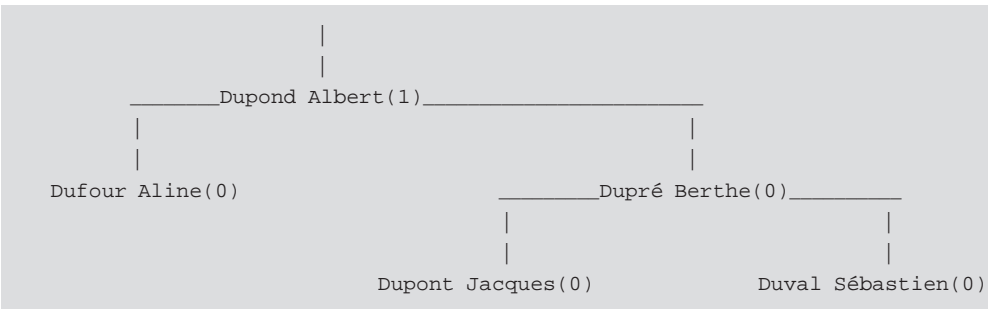 Dupond Albert(1)
Dufour Aline(0) Dupré Berthe(0)
Dupont Jacques(0) Duval Sébastien(0)